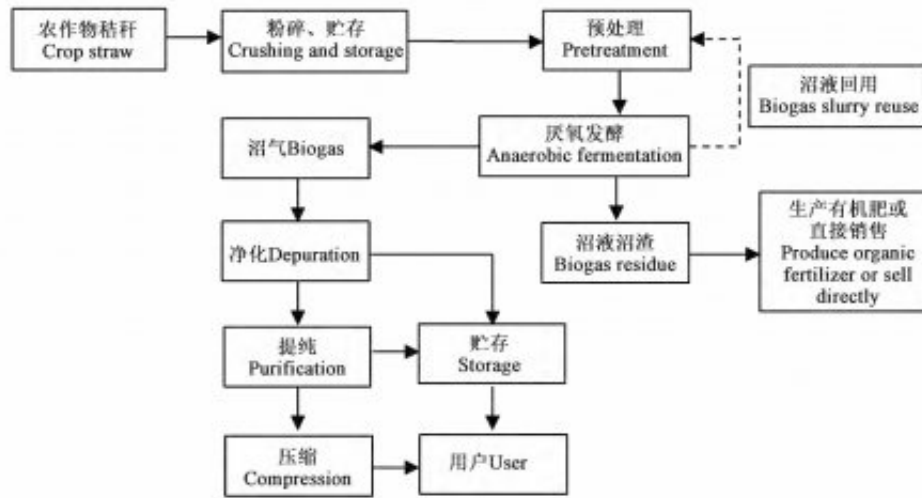 农作物秸秆
Crop straw
粉碎、贮存
Crushing and storage
预处理
Pretreatment
沼液回用
Biogas slurry reuse
沼气Biogas
厌氧发酵
Anaerobic fermentation
净化Depuration
沼液沼渣
Biogas residue
生产有机肥或
直接销售
Produce organic
fertilizer or sell
directly
提纯
Purification
贮存
Storage
压缩
Compression
用户User